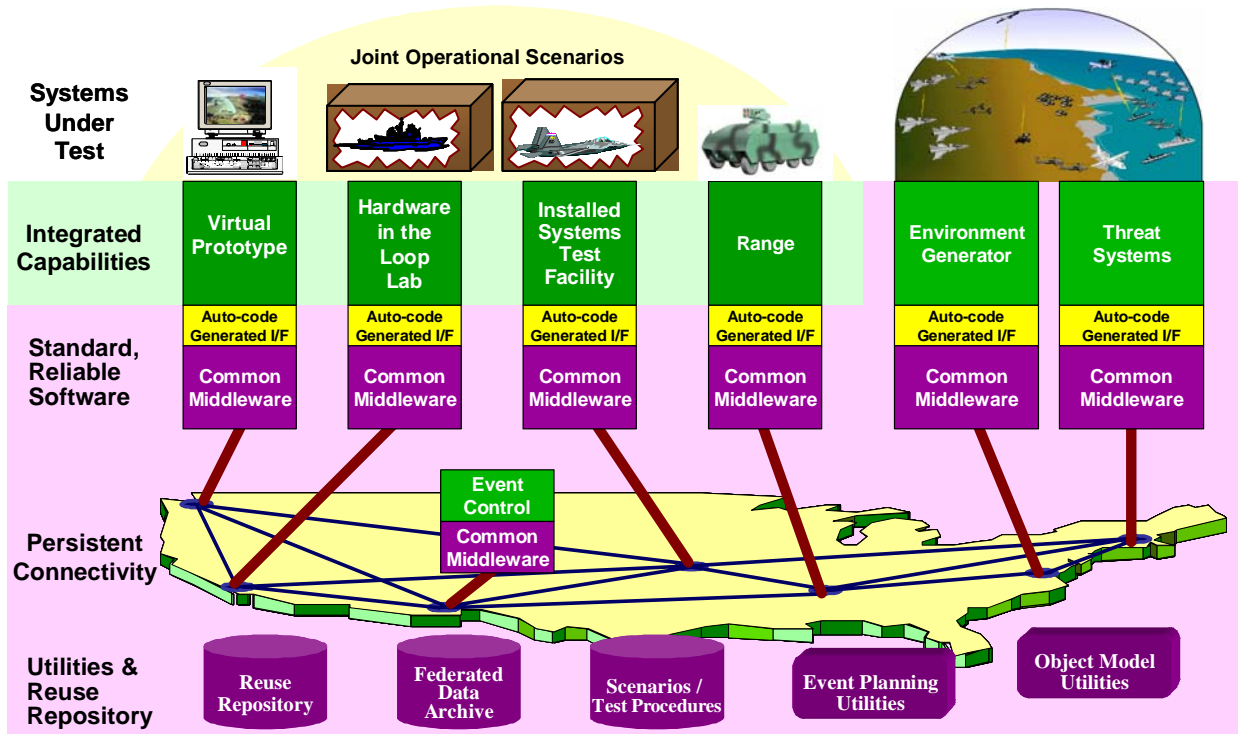 Joint Operational Scenarios
Systems
Under
Test
Integrated
Capabilities
Virtual
Prototype
Hardware
in the
Loop
Lab
Installed
Systems
Test
Facility
Range
Environment
Generator
Threat
Systems
Standard,
Reliable
Software
Auto-code
Generated I/F
Auto-code
Generated I/F
Auto-code
Generated I/F
Auto-code
Generated I/F
Auto-code
Generated I/F
Auto-code
Generated I/F
Common
Middleware
Common
Middleware
Common
Middleware
Common
Middleware
Common
Middleware
Common
Middleware
Persistent
Connectivity
Event
Control
Common
Middleware
Utilities &
Reuse
Repository
Reuse
Repository
Federated
Data
Archive
Scenarios /
Test Procedures
Event Planning
Utilities
Object Model
Utilities